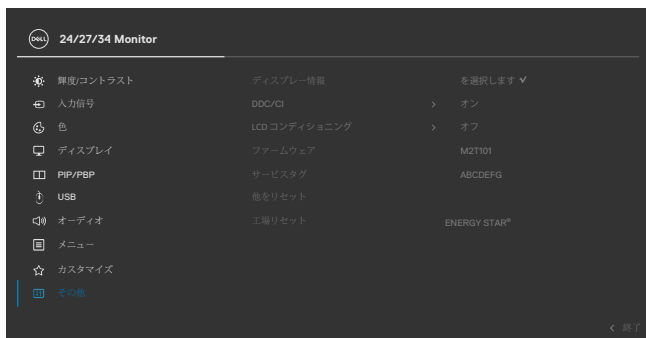 DELL 24/27/34 Monitor
輝度/コントラスト ディスプレー情報 を選択します ✓
入力信号 DDC/CI > オン
色 LCD コンディショニング > オフ
ディスプレイ ファームウェア M2T101
PIP/PBP サービスタグ ABCDEFG
USB 他をリセット
オーディオ 工場リセット ENERGY STAR®
メニュー
カスタマイズ
その他
< 終了